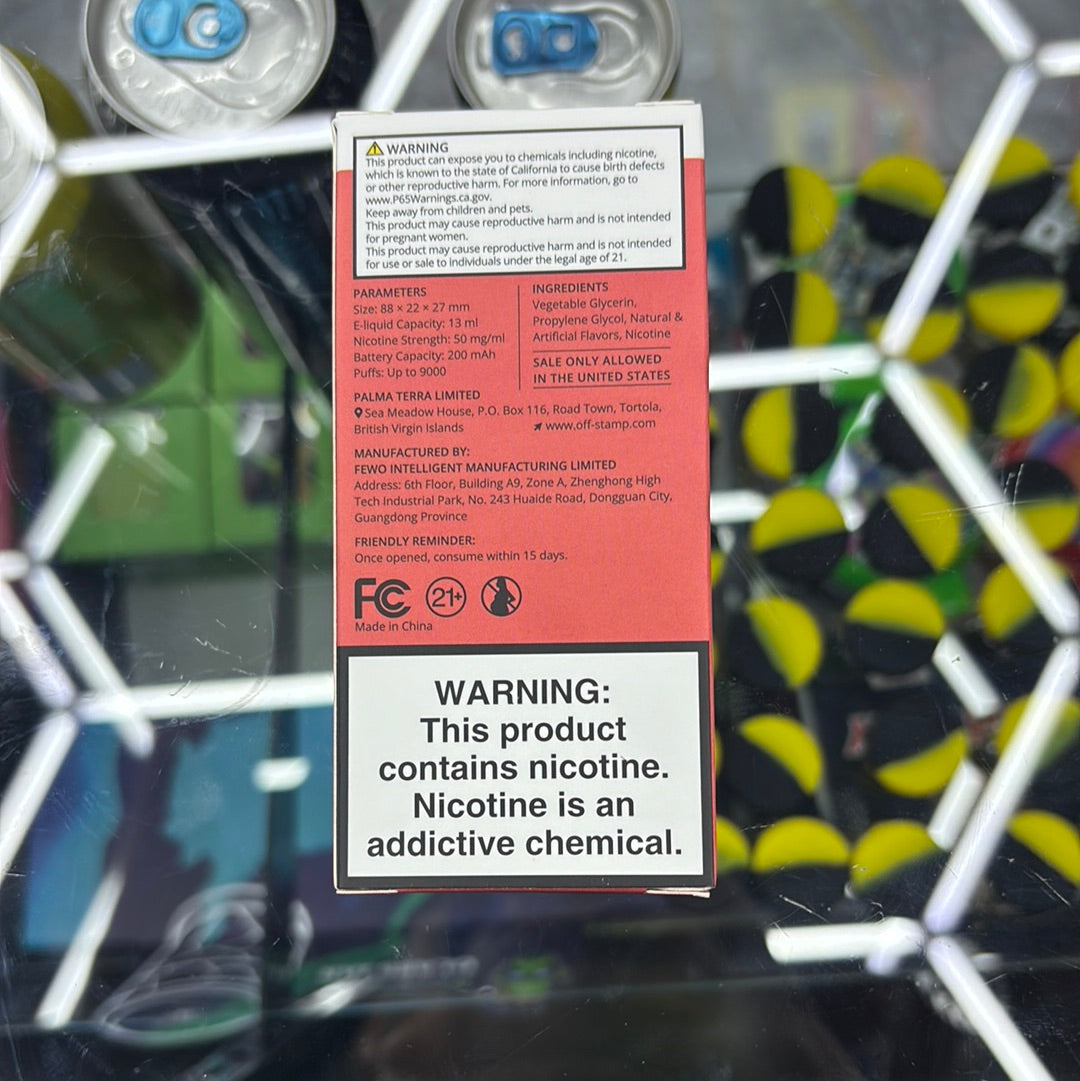 WARNING
This product can expose you to chemicals including nicotine,
which is known to the state of California to cause birth defects
or other reproductive harm. For more information, go to
www.P65Warnings.ca.gov.
Keep away from children and pets.
This product may cause reproductive harm and is not intended
for pregnant women.
This product may cause reproductive harm and is not intended
for use or sale to individuals under the legal age of 21.
PARAMETERS
Size: 88 × 22 × 27 mm
E-liquid Capacity: 13 ml
Nicotine Strength: 50 mg/ml
Battery Capacity: 200 mAh
Puffs: Up to 9000
INGREDIENTS
Vegetable Glycerin,
Propylene Glycol, Natural &
Artificial Flavors, Nicotine
SALE ONLY ALLOWED
IN THE UNITED STATES
PALMA TERRA LIMITED
Sea Meadow House, P.O. Box 116, Road Town, Tortola,
British Virgin Islands www.off-stamp.com
MANUFACTURED BY:
FEWO INTELLIGENT MANUFACTURING LIMITED
Address: 6th Floor, Building A9, Zone A, Zhenghong High
Tech Industrial Park, No. 243 Huaide Road, Dongguan City,
Guangdong Province
FRIENDLY REMINDER:
Once opened, consume within 15 days.
FC 21+
Made in China
WARNING:
This product
contains nicotine.
Nicotine is an
addictive chemical.